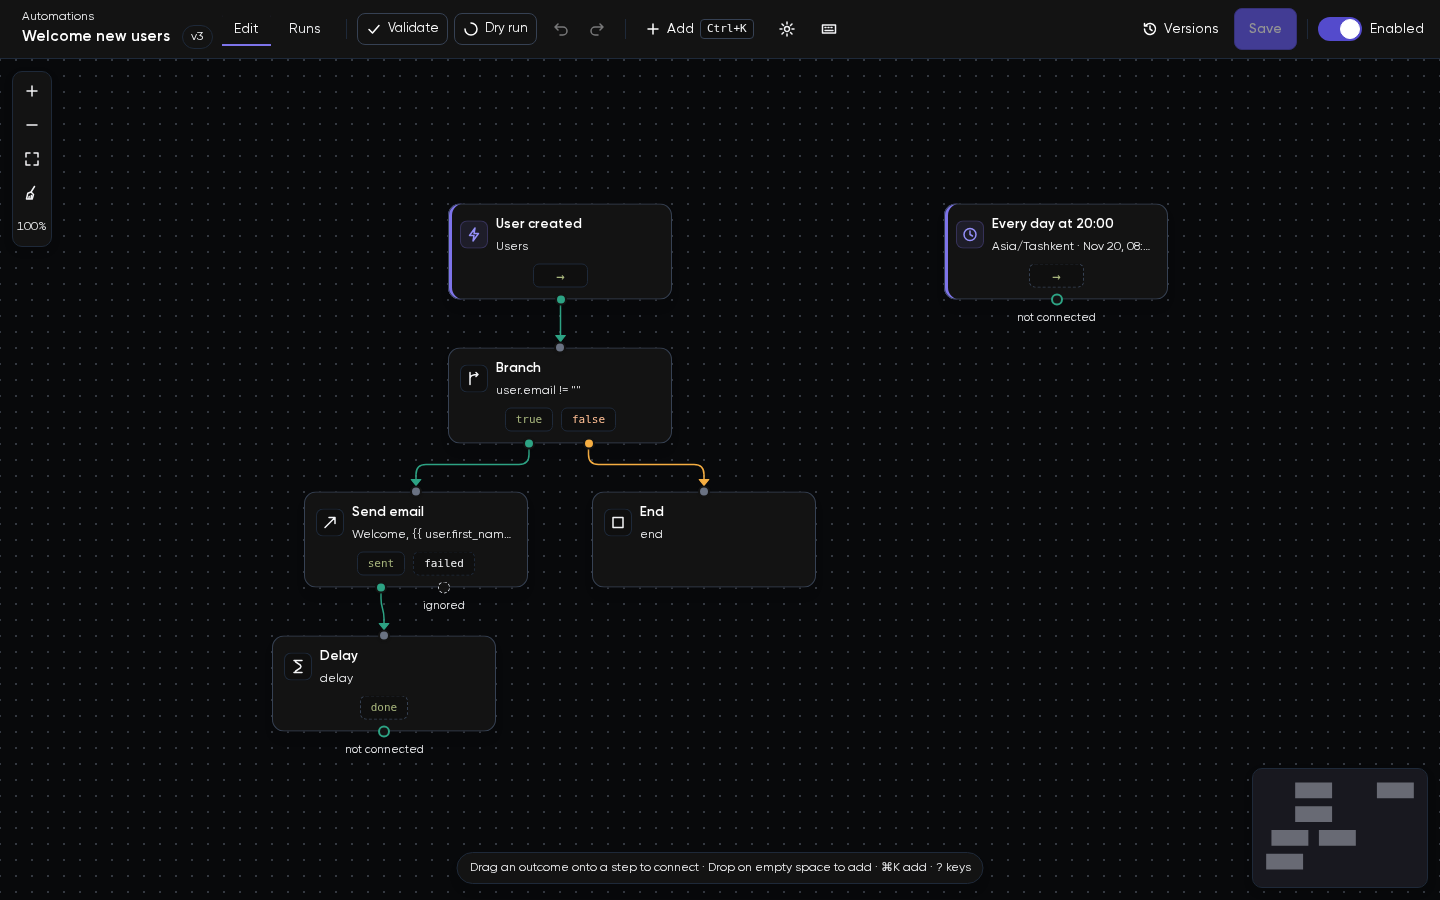 Automations
Welcome new users
v3
Edit
Runs
Validate
Dry run
Add
Ctrl+K
Versions
Save
Enabled
100%
User created
Users
→
Every day at 20:00
Asia/Tashkent · Nov 20, 08:...
→
not connected
Branch
user.email != ""
true
false
Send email
Welcome, {{ user.first_nam...
sent
failed
ignored
End
end
Delay
delay
done
not connected
Drag an outcome onto a step to connect · Drop on empty space to add · ⌘K add · ? keys